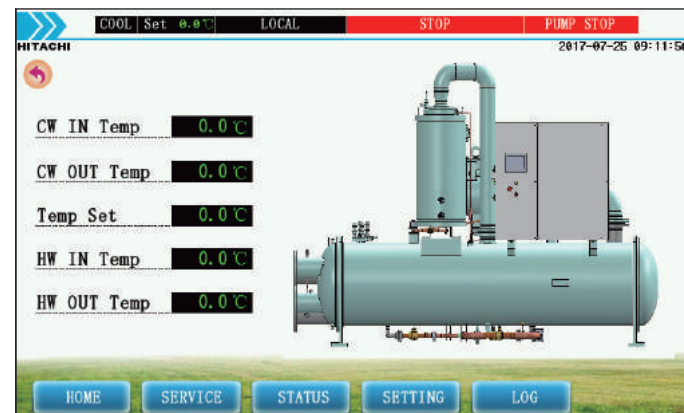 COOL Set 0.0℃ LOCAL STOP PUMP STOP
HITACHI 2017-07-25 09:11:50
CW IN Temp 0.0℃
CW OUT Temp 0.0℃
Temp Set 0.0℃
HW IN Temp 0.0℃
HW OUT Temp 0.0℃
HOME SERVICE STATUS SETTING LOG